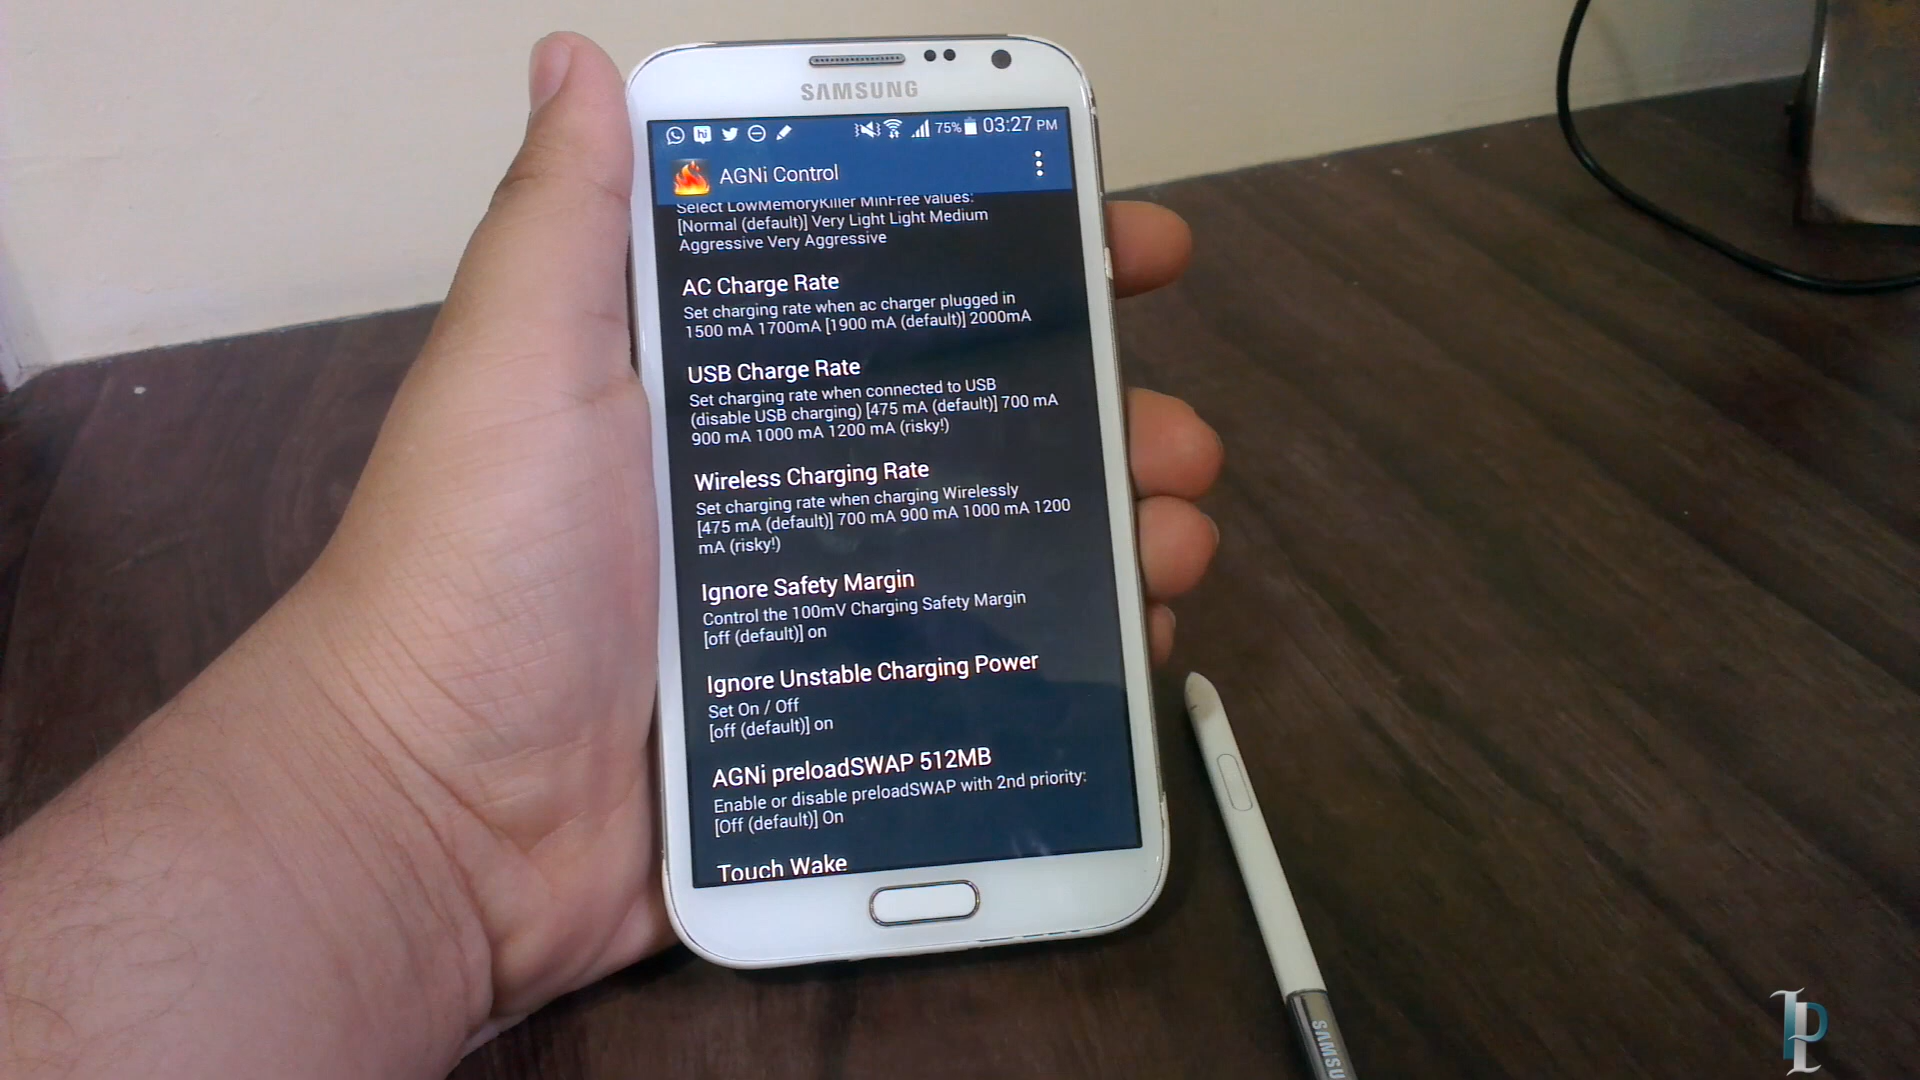 SAMSUNG
hi
75% 03:27 PM
AGNi Control
Select LowMemoryKiller MinFree values:
[Normal (default)] Very Light Light Medium
Aggressive Very Aggressive
AC Charge Rate
Set charging rate when ac charger plugged in
1500 mA 1700mA [1900 mA (default)] 2000mA
USB Charge Rate
Set charging rate when connected to USB
(disable USB charging) [475 mA (default)] 700 mA
900 mA 1000 mA 1200 mA (risky!)
Wireless Charging Rate
Set charging rate when charging Wirelessly
[475 mA (default)] 700 mA 900 mA 1000 mA 1200
mA (risky!)
Ignore Safety Margin
Control the 100mV Charging Safety Margin
[off (default)] on
Ignore Unstable Charging Power
Set On / Off
[off (default)] on
AGNi preloadSWAP 512MB
Enable or disable preloadSWAP with 2nd priority:
[Off (default)] On
Touch Wake
SAMSU